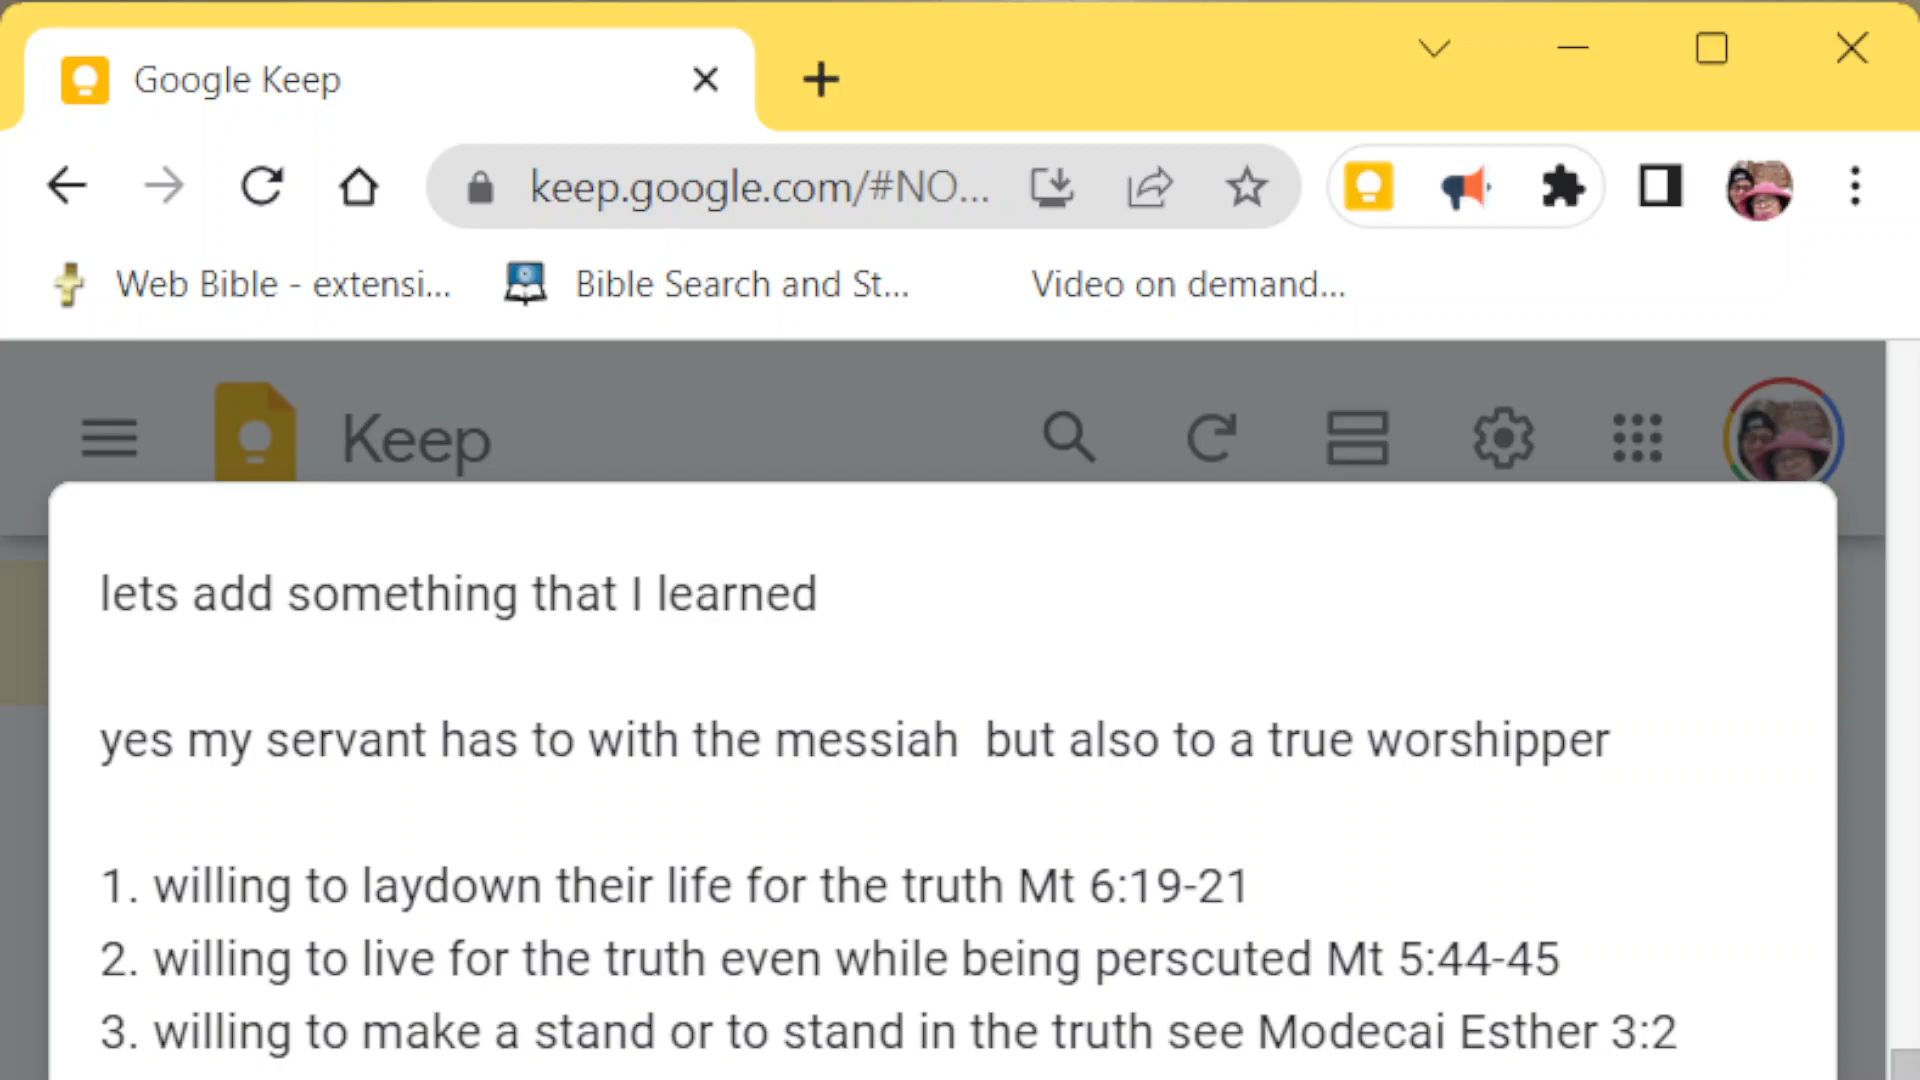 Google Keep
keep.google.com/#NO...
Web Bible - extensi... Bible Search and St... Video on demand...
Keep
lets add something that I learned
yes my servant has to with the messiah  but also to a true worshipper
1. willing to laydown their life for the truth Mt 6:19-21
2. willing to live for the truth even while being perscuted Mt 5:44-45
3. willing to make a stand or to stand in the truth see Modecai Esther 3:2